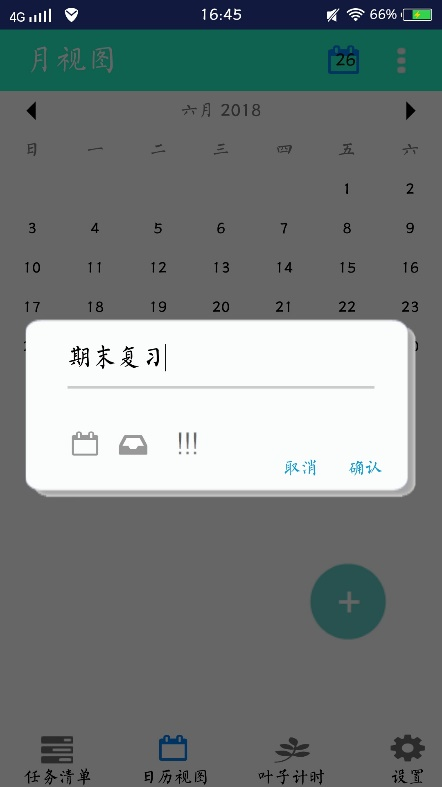 4G 16:45 66%
月视图 26
六月 2018
日 一 二 三 四 五 六
1 2
3 4 5 6 7 8 9
10 11 12 13 14 15 16
17 18 19 20 21 22 23
期末复习
!!!
取消 确认
+
任务清单 日历视图 叶子计时 设置